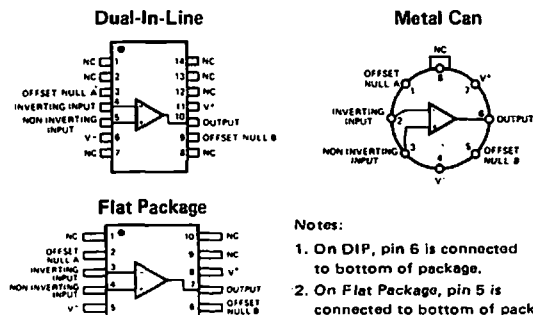 Dual-In-Line
NC 1
NC 2
OFFSET NULL A 3
INVERTING INPUT 4
NON INVERTING INPUT 5
V- 6
NC 7
14 NC
13 NC
12 NC
11 V+
10 OUTPUT
9 OFFSET NULL B
8 NC
Metal Can
NC
8
OFFSET NULL A
1
V+
7
INVERTING INPUT
2
6 OUTPUT
NON INVERTING INPUT
3
5 OFFSET NULL B
4
V-
Flat Package
NC 1
OFFSET NULL A 2
INVERTING INPUT 3
NON INVERTING INPUT 4
V- 5
10 NC
9 NC
8 V+
7 OUTPUT
6 OFFSET NULL B
Notes:
1. On DIP, pin 6 is connected
to bottom of package.
2. On Flat Package, pin 5 is
connected to bottom of pack